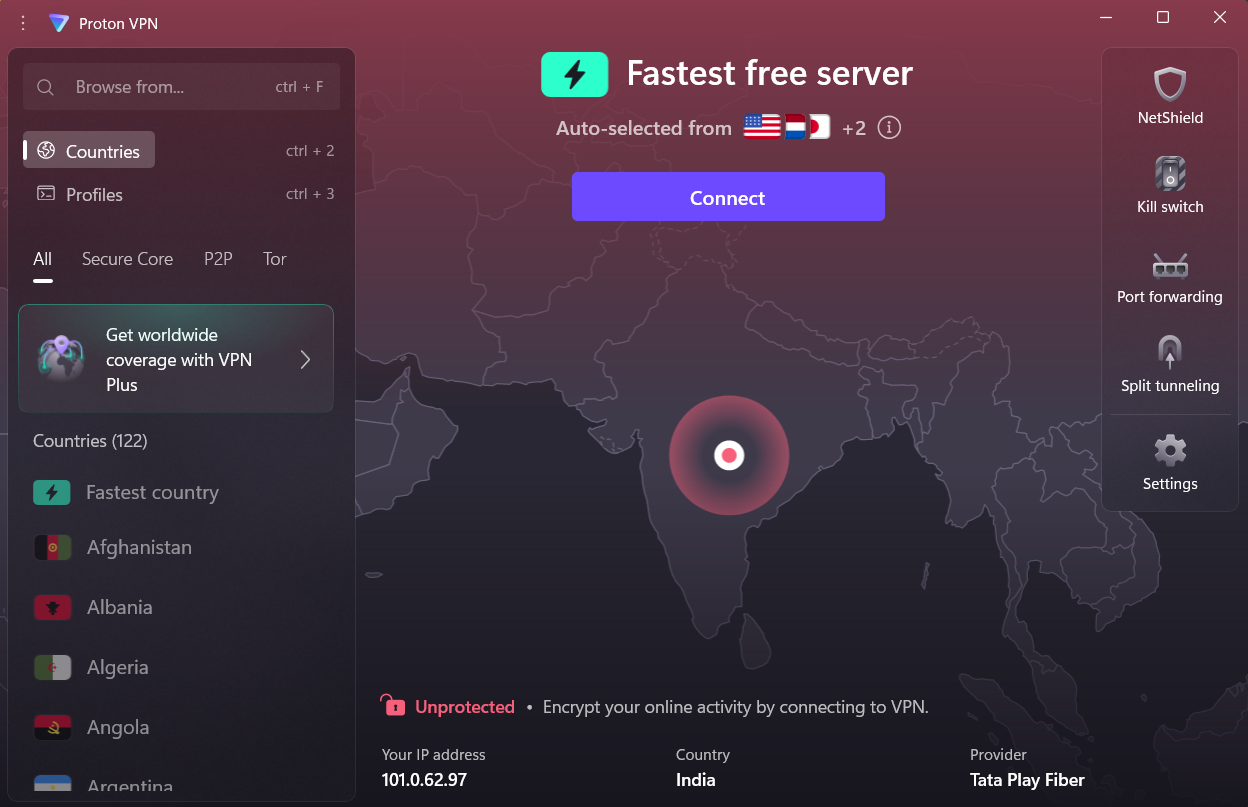 Proton VPN
Browse from...
ctrl + F
Countries
ctrl + 2
Profiles
ctrl + 3
All
Secure Core
P2P
Tor
Get worldwide
coverage with VPN
Plus
Countries (122)
Fastest country
Afghanistan
Albania
Algeria
Angola
Argentina
Fastest free server
Auto-selected from
+2
Connect
Unprotected • Encrypt your online activity by connecting to VPN.
Your IP address
101.0.62.97
Country
India
Provider
Tata Play Fiber
NetShield
Kill switch
Port forwarding
Split tunneling
Settings